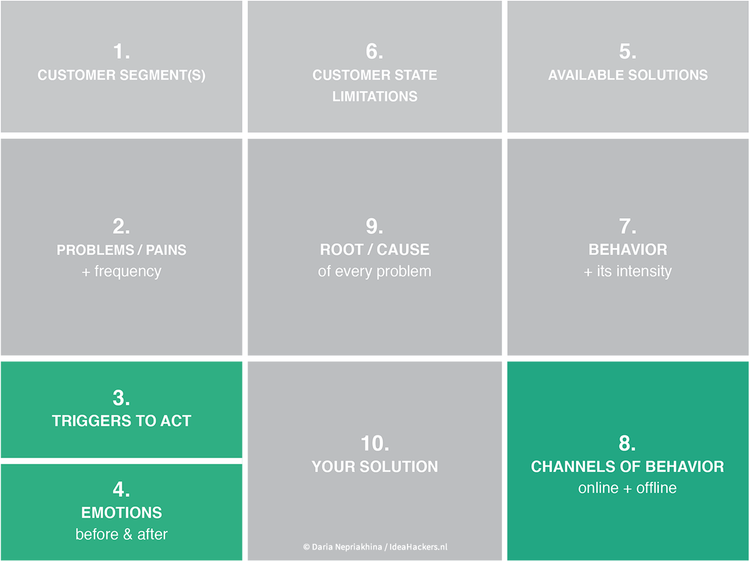 1.
CUSTOMER SEGMENT(S)
6.
CUSTOMER STATE
LIMITATIONS
5.
AVAILABLE SOLUTIONS
2.
PROBLEMS / PAINS
+ frequency
9.
ROOT / CAUSE
of every problem
7.
BEHAVIOR
+ its intensity
3.
TRIGGERS TO ACT
4.
EMOTIONS
before & after
10.
YOUR SOLUTION
© Daria Nepriakhina / IdeaHackers.nl
8.
CHANNELS OF BEHAVIOR
online + offline